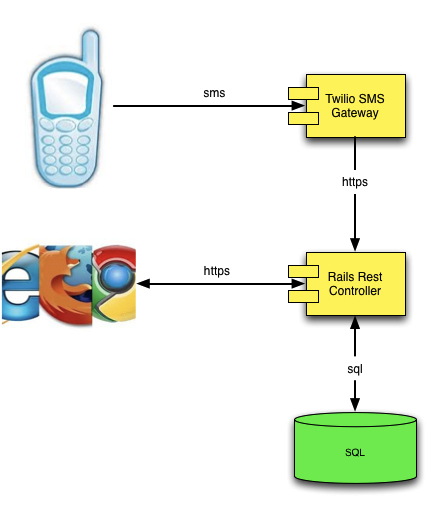 sms
Twilio SMS
Gateway
https
https
Rails Rest
Controller
sql
SQL